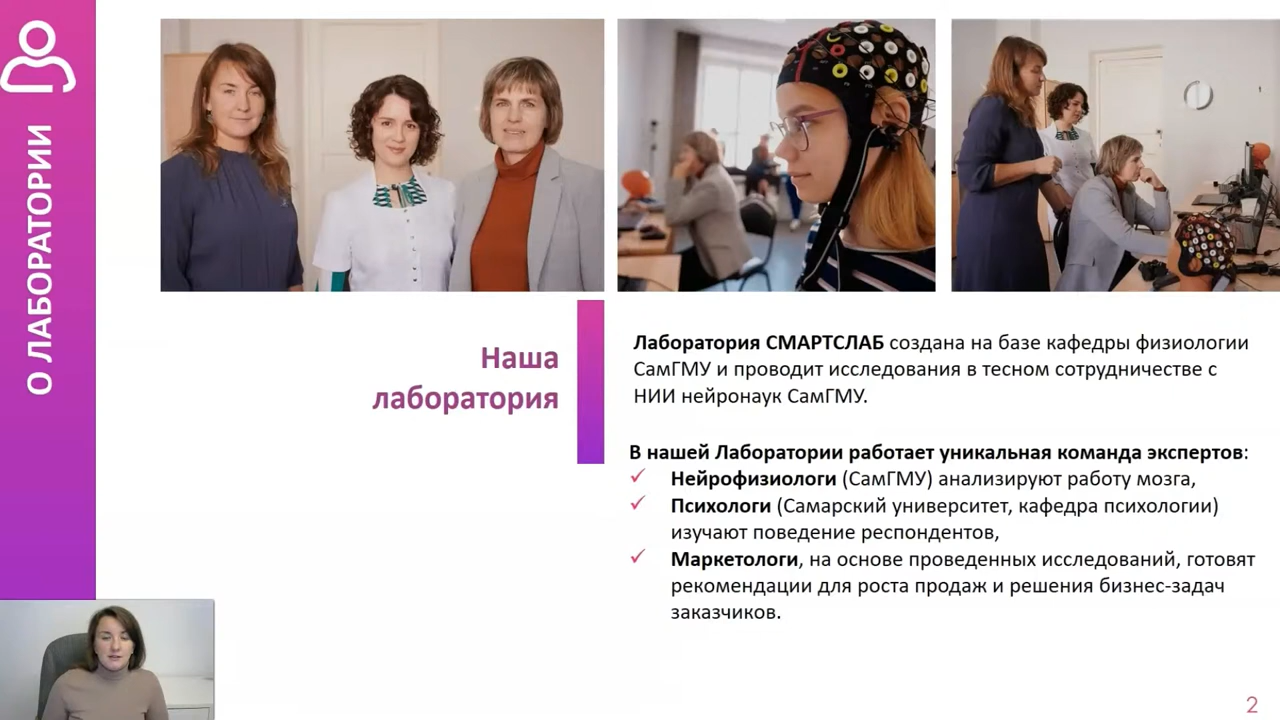 О ЛАБОРАТОРИИ
Наша
лаборатория
Лаборатория СМАРТСЛАБ создана на базе кафедры физиологии
СамГМУ и проводит исследования в тесном сотрудничестве с
НИИ нейронаук СамГМУ.
В нашей Лаборатории работает уникальная команда экспертов:
Нейрофизиологи (СамГМУ) анализируют работу мозга,
Психологи (Самарский университет, кафедра психологии)
изучают поведение респондентов,
Маркетологи, на основе проведенных исследований, готовят
рекомендации для роста продаж и решения бизнес-задач
заказчиков.
2